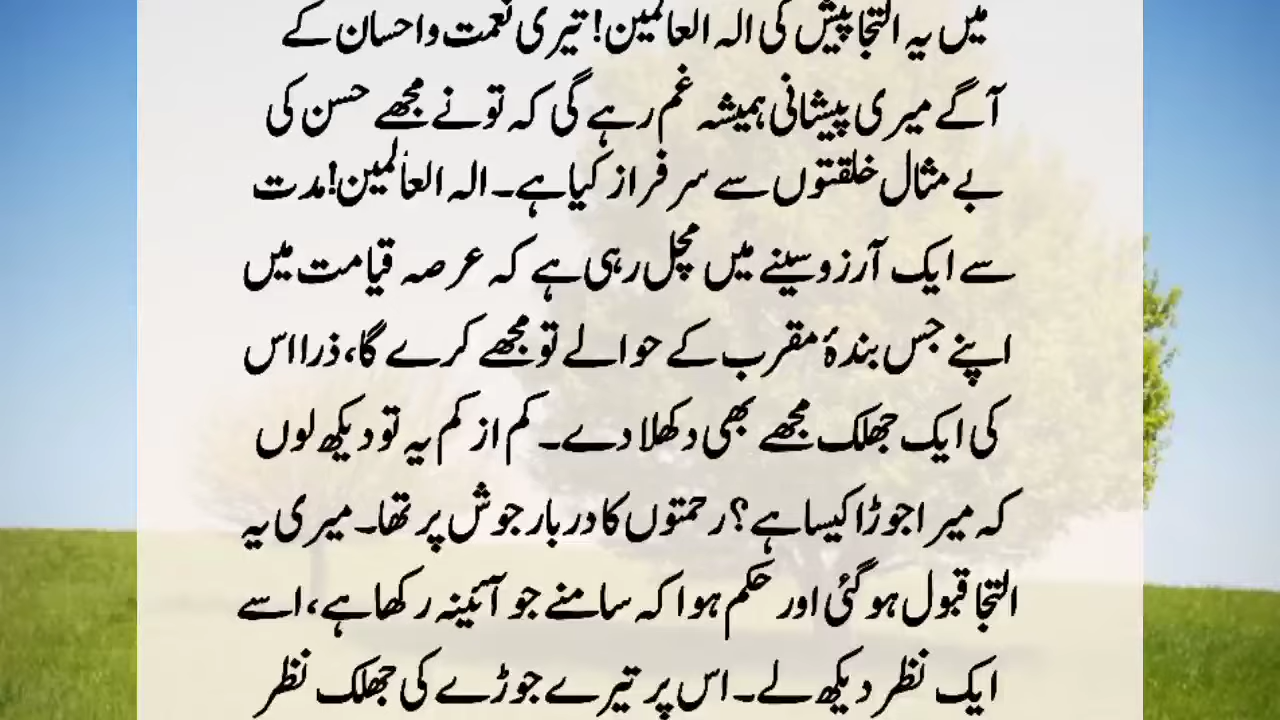 میں یہ التجا پیش کی الہ العالمین! تیری نعمت و احسان کے
آگے میری پیشانی ہمیشہ غم رہے گی کہ تو نے مجھے حسن کی
بے مثال خلقتوں سے سرفراز کیا ہے۔ الہ العالمین! مدت
سے ایک آرزو سینے میں مچل رہی ہے کہ عرصہ قیامت میں
اپنے جس بندۂ مقرب کے حوالے تو مجھے کرے گا، ذرا اس
کی ایک جھلک مجھے بھی دکھلا دے۔ کم از کم یہ تو دیکھ لوں
کہ میرا جوڑا کیسا ہے؟ رحمتوں کا دربار جوش پر تھا۔ میری یہ
التجا قبول ہو گئی اور حکم ہوا کہ سامنے جو آئینہ رکھا ہے، اسے
ایک نظر دیکھ لے۔ اس پر تیرے جوڑے کی جھلک نظر